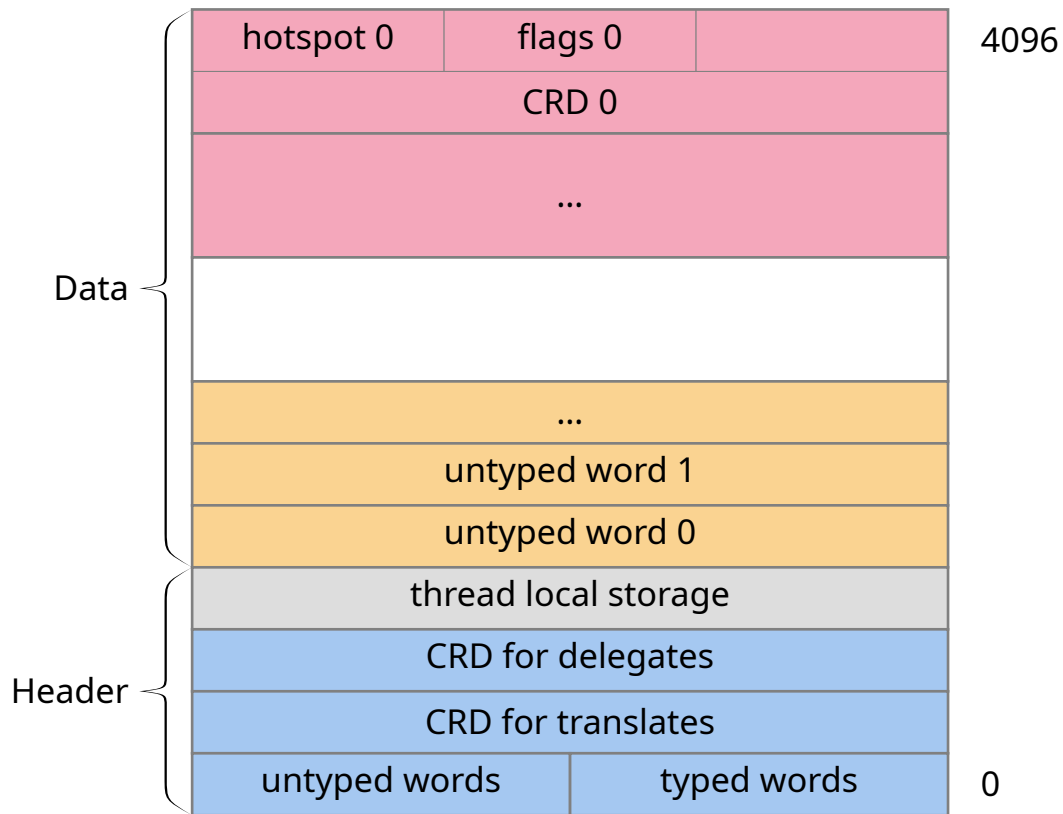 hotspot 0
flags 0
4096
CRD 0
...
Data
...
untyped word 1
untyped word 0
thread local storage
CRD for delegates
Header
CRD for translates
untyped words
typed words
0